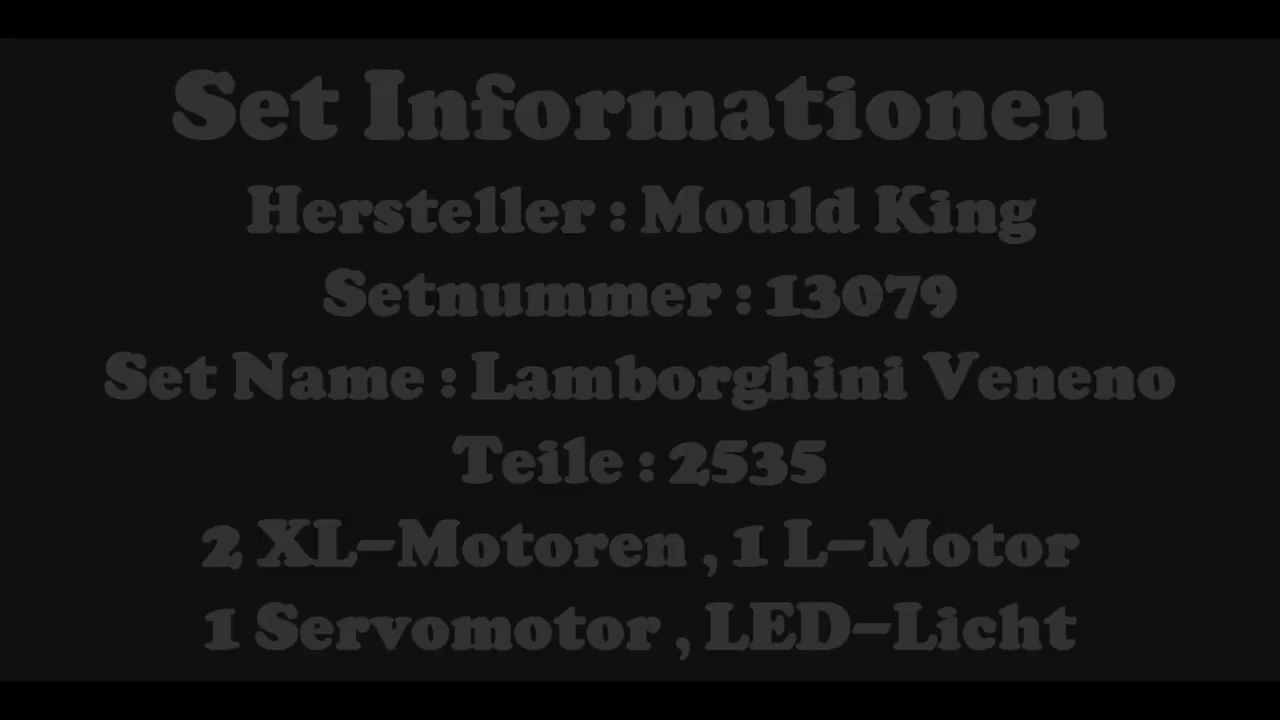 Set Informationen
Hersteller : Mould King
Setnummer : 13079
Set Name : Lamborghini Veneno
Teile : 2535
2 XL-Motoren , 1 L-Motor
1 Servomotor , LED-Licht